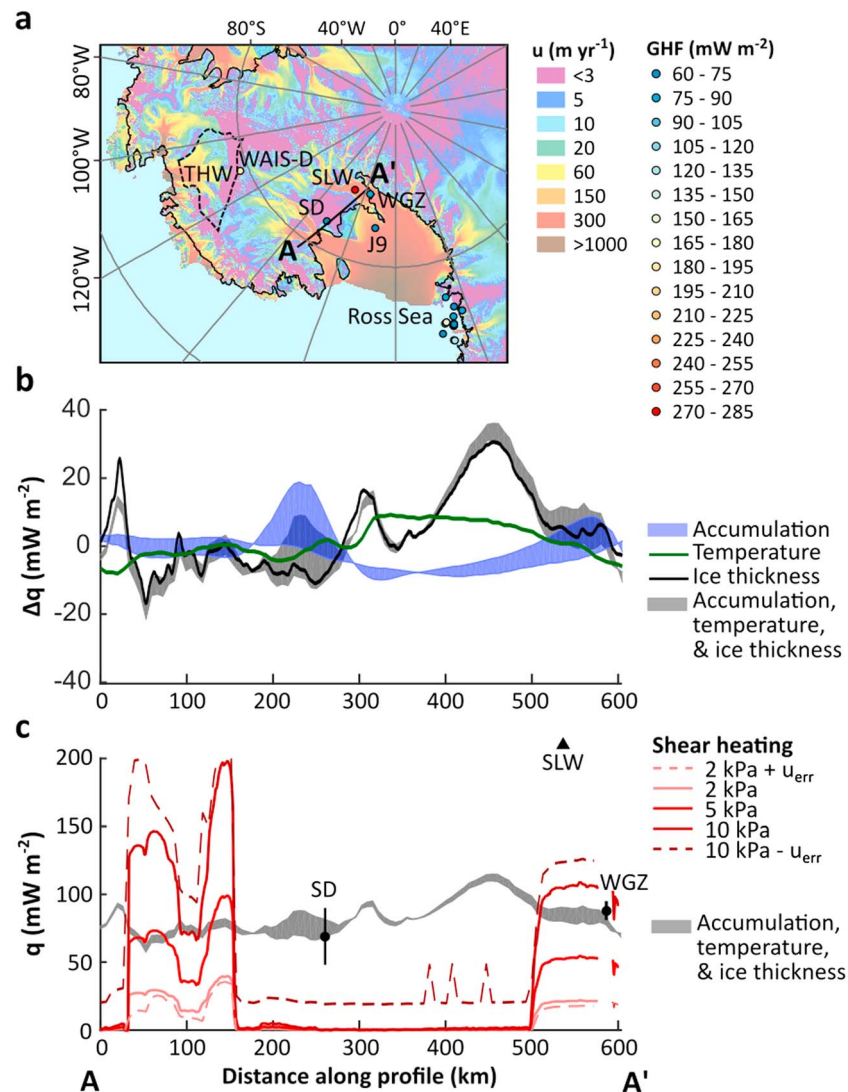 a
80°S
40°W
0°
40°E
80°W
100°W
120°W
THW
WAIS-D
SLW
A'
WGZ
SD
A
J9
Ross Sea
u (m yr⁻¹)
<3
5
10
20
60
150
300
>1000
GHF (mW m⁻²)
60 - 75
75 - 90
90 - 105
105 - 120
120 - 135
135 - 150
150 - 165
165 - 180
180 - 195
195 - 210
210 - 225
225 - 240
240 - 255
255 - 270
270 - 285
b
Δq (mW m⁻²)
40
20
0
-20
-40
0 100 200 300 400 500 600
Accumulation
Temperature
Ice thickness
Accumulation,
temperature,
& ice thickness
c
q (mW m⁻²)
200
150
100
50
0
SD
SLW
WGZ
0 100 200 300 400 500 600
A Distance along profile (km) A'
Shear heating
2 kPa + uerr
2 kPa
5 kPa
10 kPa
10 kPa - uerr
Accumulation,
temperature,
& ice thickness